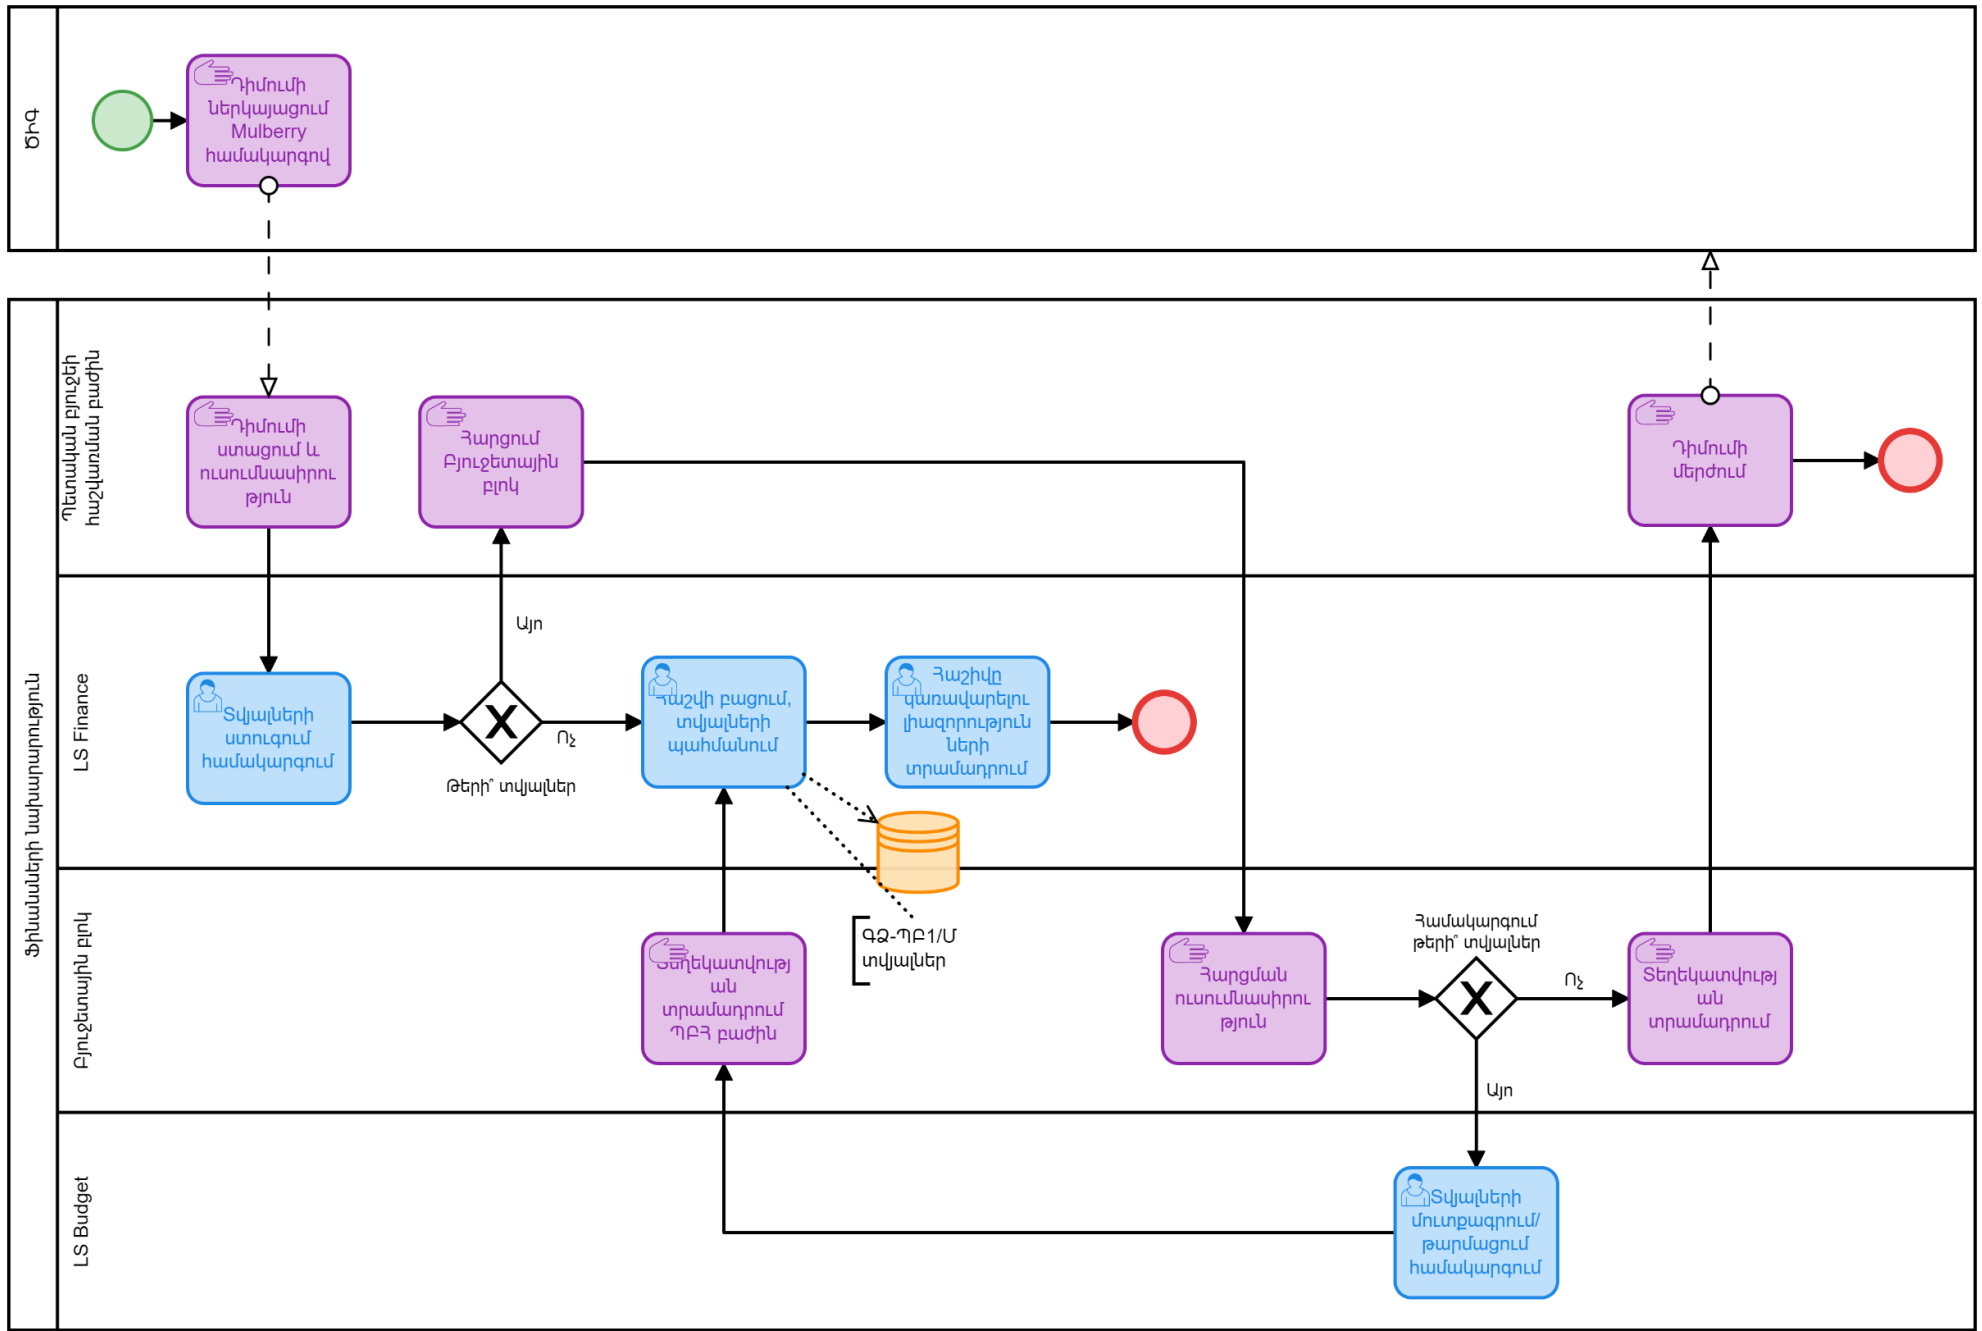 ԾԻԳ
Դիմումի
ներկայացում
Mulberry
համակարգով
Ֆինանսների նախարարություն
Պետական բյուջեի
հաշվառման բաժին
Դիմումի
ստացում և
ուսումնասիրու
թյուն
Հարցում
Բյուջետային
բլոկ
Դիմումի
մերժում
LS Finance
Այո
Տվյալների
ստուգում
համակարգում
Ոչ
Թերի՞ տվյալներ
Հաշվի բացում,
տվյալների
պահմանում
Հաշիվը
կառավարելու
լիազորություն
ների
տրամադրում
Բյուջետային բլոկ
Տեղեկատվությ
ան
տրամադրում
ՊԲՀ բաժին
ԳՁ-ՊԲ1/Մ
տվյալներ
Հարցման
ուսումնասիրու
թյուն
Համակարգում
թերի՞ տվյալներ
Ոչ
Այո
Տեղեկատվությ
ան
տրամադրում
LS Budget
Տվյալների
մուտքագրում/
թարմացում
համակարգում